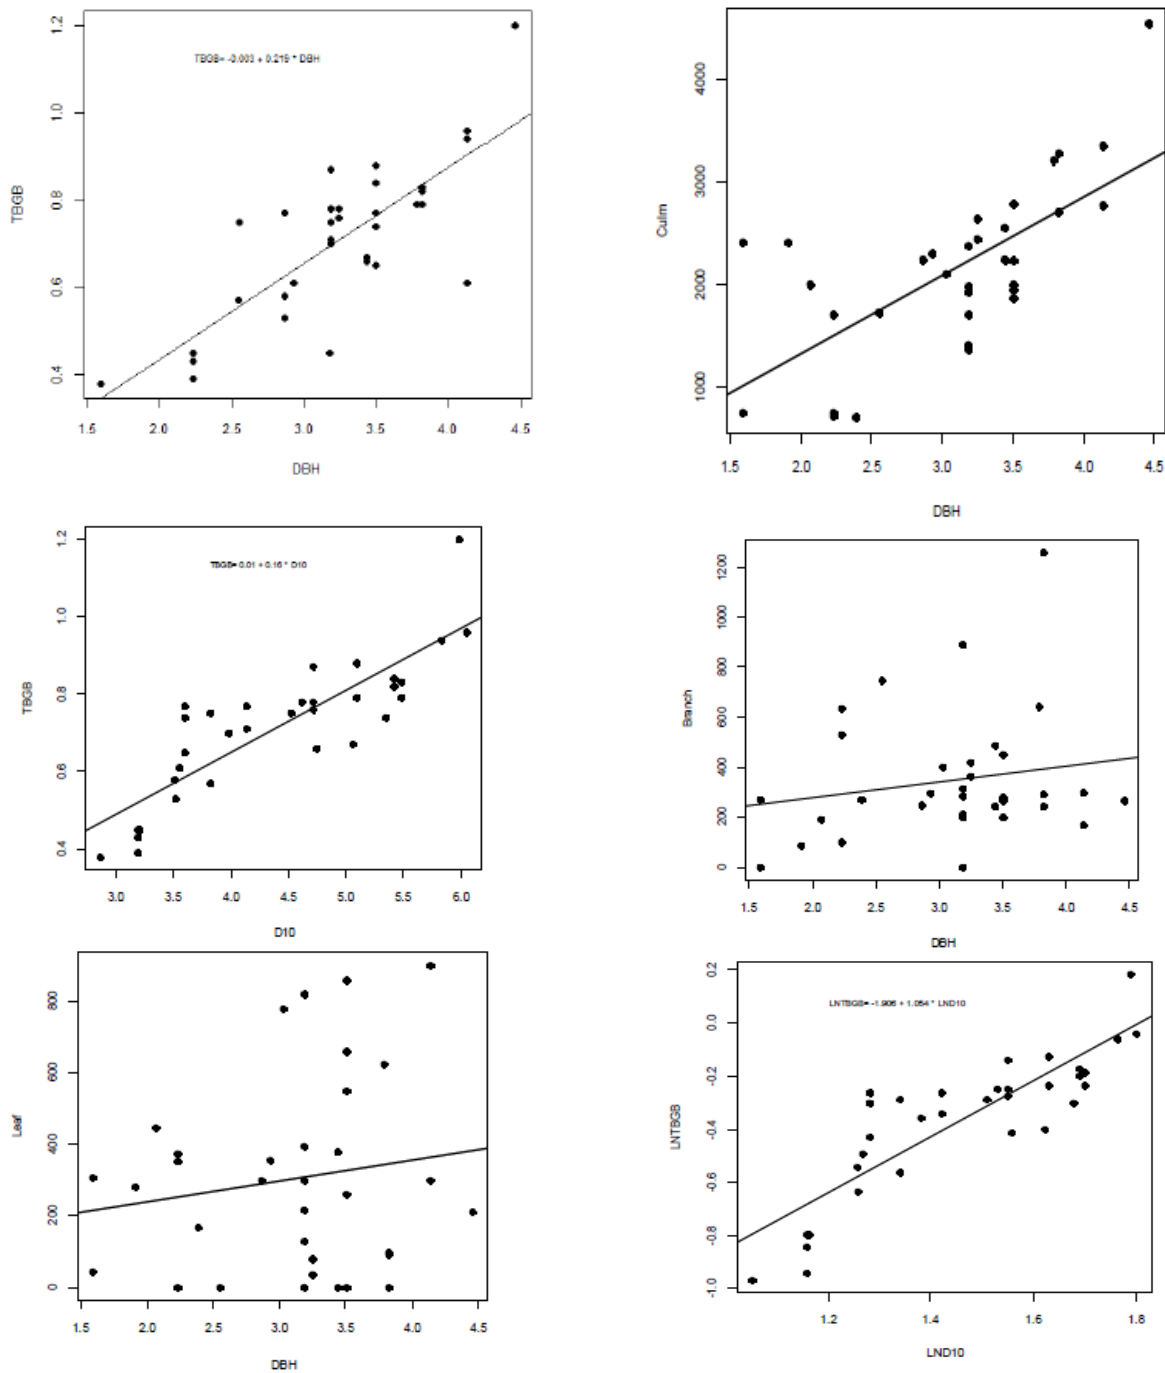 TBGB= -0.003 + 0.219 * DBH
TBGB
1.2
1.0
0.8
0.6
0.4
1.5 2.0 2.5 3.0 3.5 4.0 4.5
DBH
Culm
4000
3000
2000
1000
1.5 2.0 2.5 3.0 3.5 4.0 4.5
DBH
TBGB= 0.01 + 0.16 * D10
TBGB
1.2
1.0
0.8
0.6
0.4
3.0 3.5 4.0 4.5 5.0 5.5 6.0
D10
Branch
1200
1000
800
600
400
200
0
1.5 2.0 2.5 3.0 3.5 4.0 4.5
DBH
Leaf
800
600
400
200
0
1.5 2.0 2.5 3.0 3.5 4.0 4.5
DBH
LNTBGB= -1.906 + 1.054 * LND10
LNTBGB
0.2
0.0
-0.2
-0.4
-0.6
-0.8
-1.0
1.2 1.4 1.6 1.8
LND10